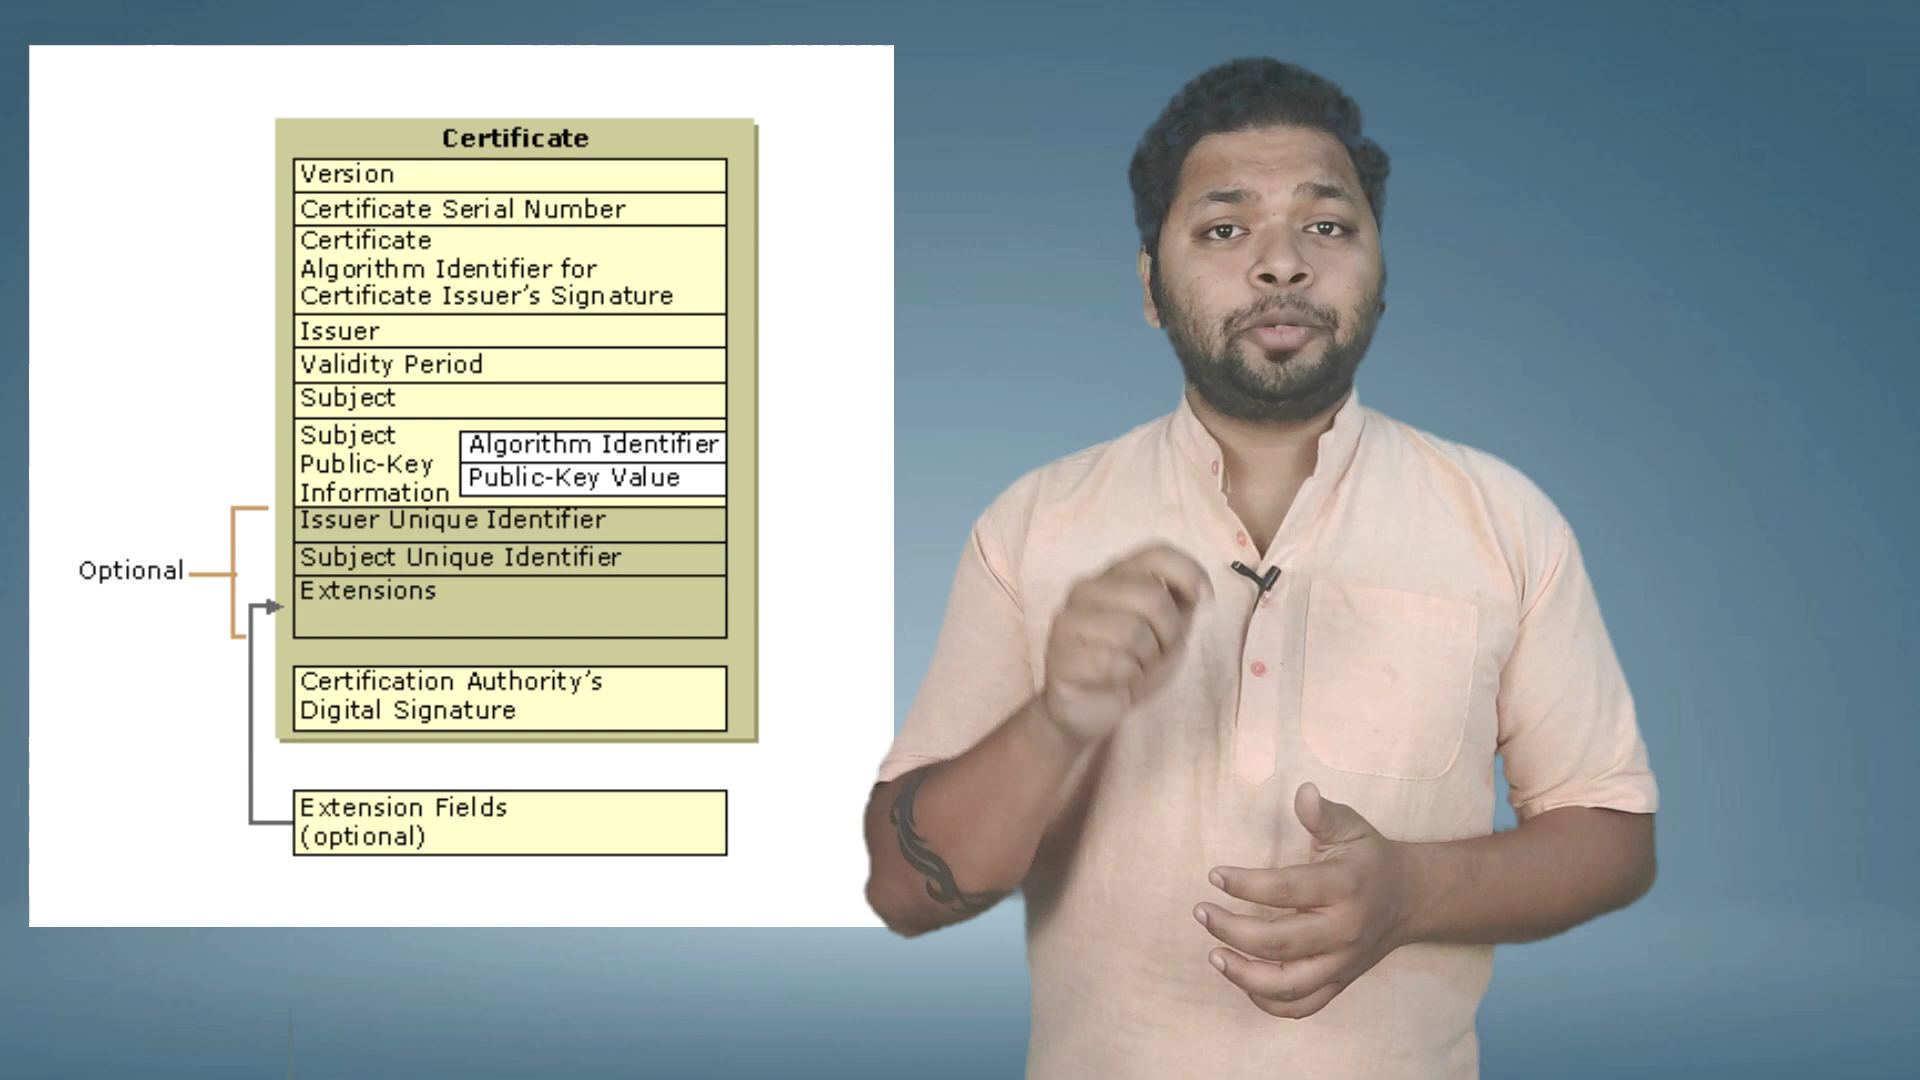 Certificate
Version
Certificate Serial Number
Certificate
Algorithm Identifier for
Certificate Issuer’s Signature
Issuer
Validity Period
Subject
Subject
Public-Key
Information
Algorithm Identifier
Public-Key Value
Issuer Unique Identifier
Subject Unique Identifier
Extensions
Optional
Certification Authority’s
Digital Signature
Extension Fields
(optional)